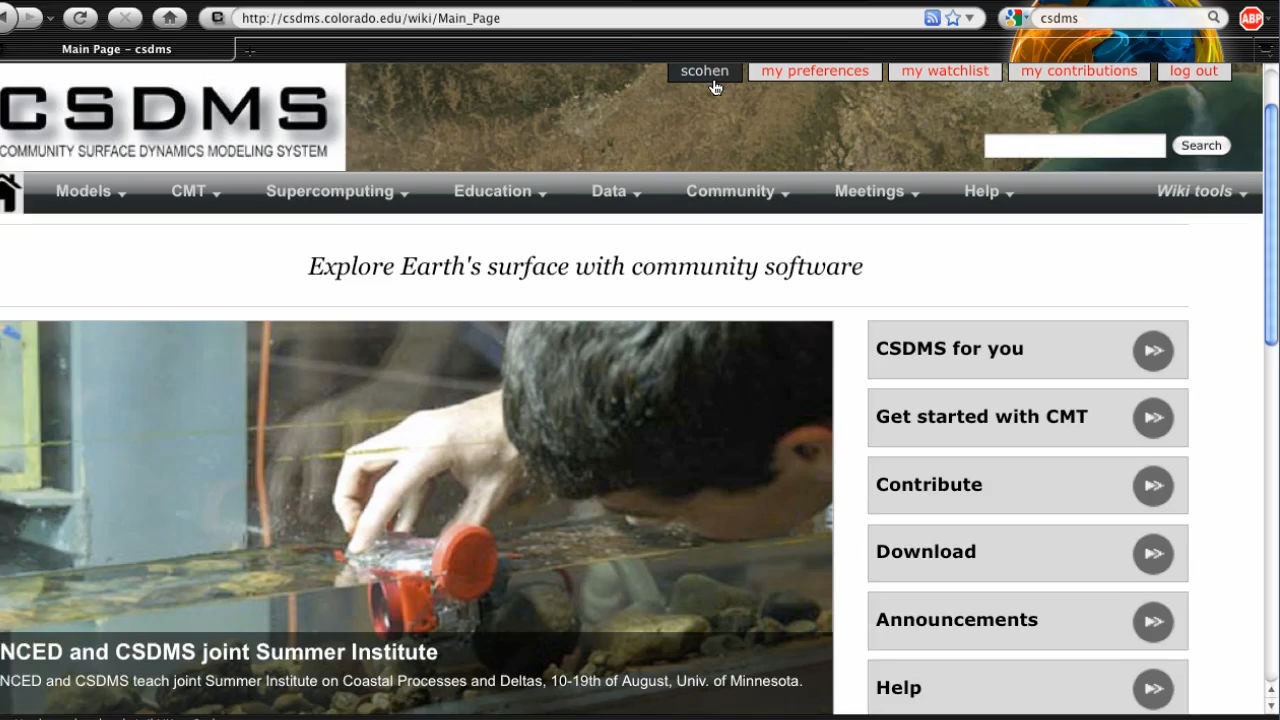 http://csdms.colorado.edu/wiki/Main_Page
csdms
ABP
Main Page – csdms
scohen
my preferences
my watchlist
my contributions
log out
CSDMS
COMMUNITY SURFACE DYNAMICS MODELING SYSTEM
Search
Models
CMT
Supercomputing
Education
Data
Community
Meetings
Help
Wiki tools
Explore Earth's surface with community software
CSDMS for you
Get started with CMT
Contribute
Download
Announcements
Help
NCED and CSDMS joint Summer Institute
NCED and CSDMS teach joint Summer Institute on Coastal Processes and Deltas, 10-19th of August, Univ. of Minnesota.